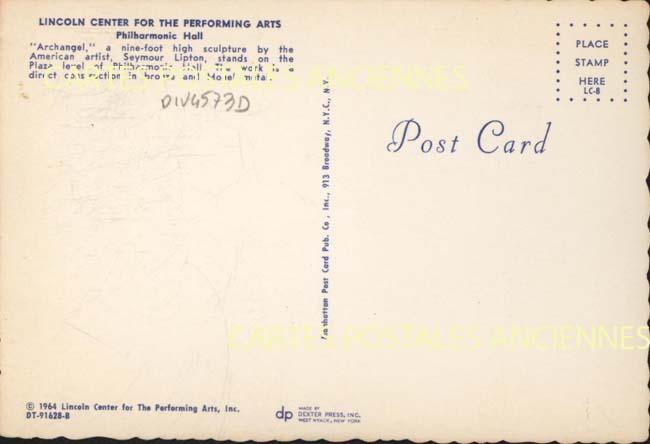 LINCOLN CENTER FOR THE PERFORMING ARTS
Philharmonic Hall
"Archangel," a nine-foot high sculpture by the
American artist, Seymour Lipton, stands on the
Plaza level of Philharmonic Hall. The work is a
direct construction in bronze and Monel metal.
CARTES POSTALES ANCIENNES
DIV4573D
PLACE
STAMP
HERE
LC-8
Post Card
Manhattan Post Card Pub. Co., Inc., 913 Broadway, N.Y.C., N.Y.
CARTES POSTALES ANCIENNES
© 1964 Lincoln Center for The Performing Arts, Inc.
DT-91628-B
dp
MADE BY
DEXTER PRESS, INC.
WEST NYACK, NEW YORK